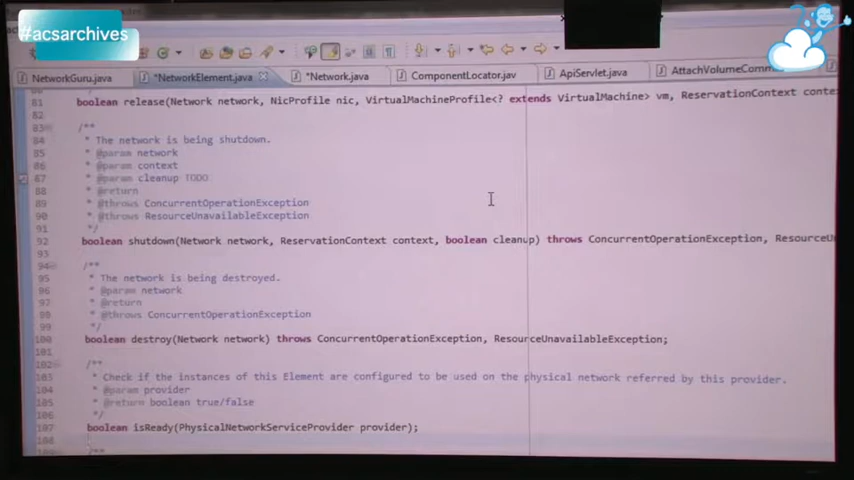 #acsarchives
NetworkGuru.java *NetworkElement.java *Network.java ComponentLocator.java ApiServlet.java AttachVolumeComm
81 boolean release(Network network, NicProfile nic, VirtualMachineProfile<? extends VirtualMachine> vm, ReservationContext conte
82
83 /**
84 * The network is being shutdown.
85 * @param network
86 * @param context
87 * @param cleanup TODO
88 * @return
89 * @throws ConcurrentOperationException
90 * @throws ResourceUnavailableException
91 */
92 boolean shutdown(Network network, ReservationContext context, boolean cleanup) throws ConcurrentOperationException, ResourceU
93
94 /**
95 * The network is being destroyed.
96 * @param network
97 * @return
98 * @throws ConcurrentOperationException
99 */
100 boolean destroy(Network network) throws ConcurrentOperationException, ResourceUnavailableException;
101
102 /**
103 * Check if the instances of this Element are configured to be used on the physical network referred by this provider.
104 * @param provider
105 * @return boolean true/false
106 */
107 boolean isReady(PhysicalNetworkServiceProvider provider);
108
/**